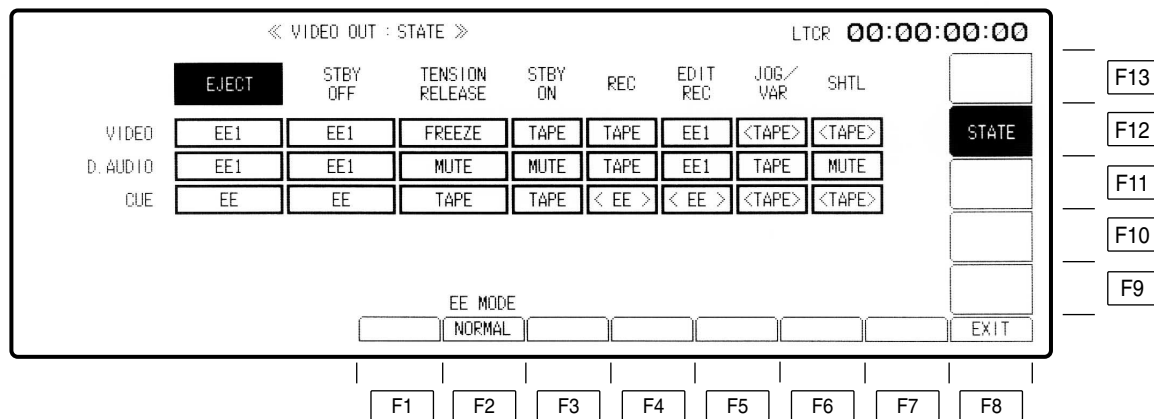 ≪ VIDEO OUT : STATE ≫ LTCR 00:00:00:00
EJECT STBY OFF TENSION RELEASE STBY ON REC EDIT REC JOG/ VAR SHTL
F13
VIDEO EE1 EE1 FREEZE TAPE TAPE EE1 <TAPE> <TAPE> STATE F12
D.AUDIO EE1 EE1 MUTE MUTE TAPE EE1 TAPE MUTE
F11
CUE EE EE TAPE TAPE < EE > < EE > <TAPE> <TAPE>
F10
F9
EE MODE
NORMAL EXIT
F1 F2 F3 F4 F5 F6 F7 F8